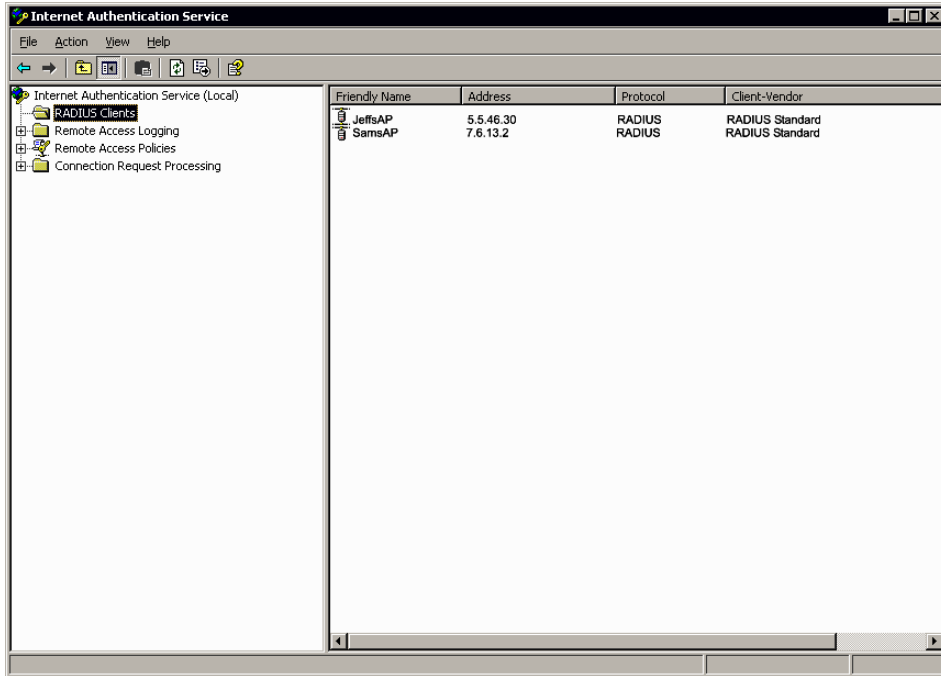 Internet Authentication Service
File Action View Help
Internet Authentication Service (Local)
RADIUS Clients
Remote Access Logging
Remote Access Policies
Connection Request Processing
Friendly Name Address Protocol Client-Vendor
JeffsAP 5.5.46.30 RADIUS RADIUS Standard
SamsAP 7.6.13.2 RADIUS RADIUS Standard